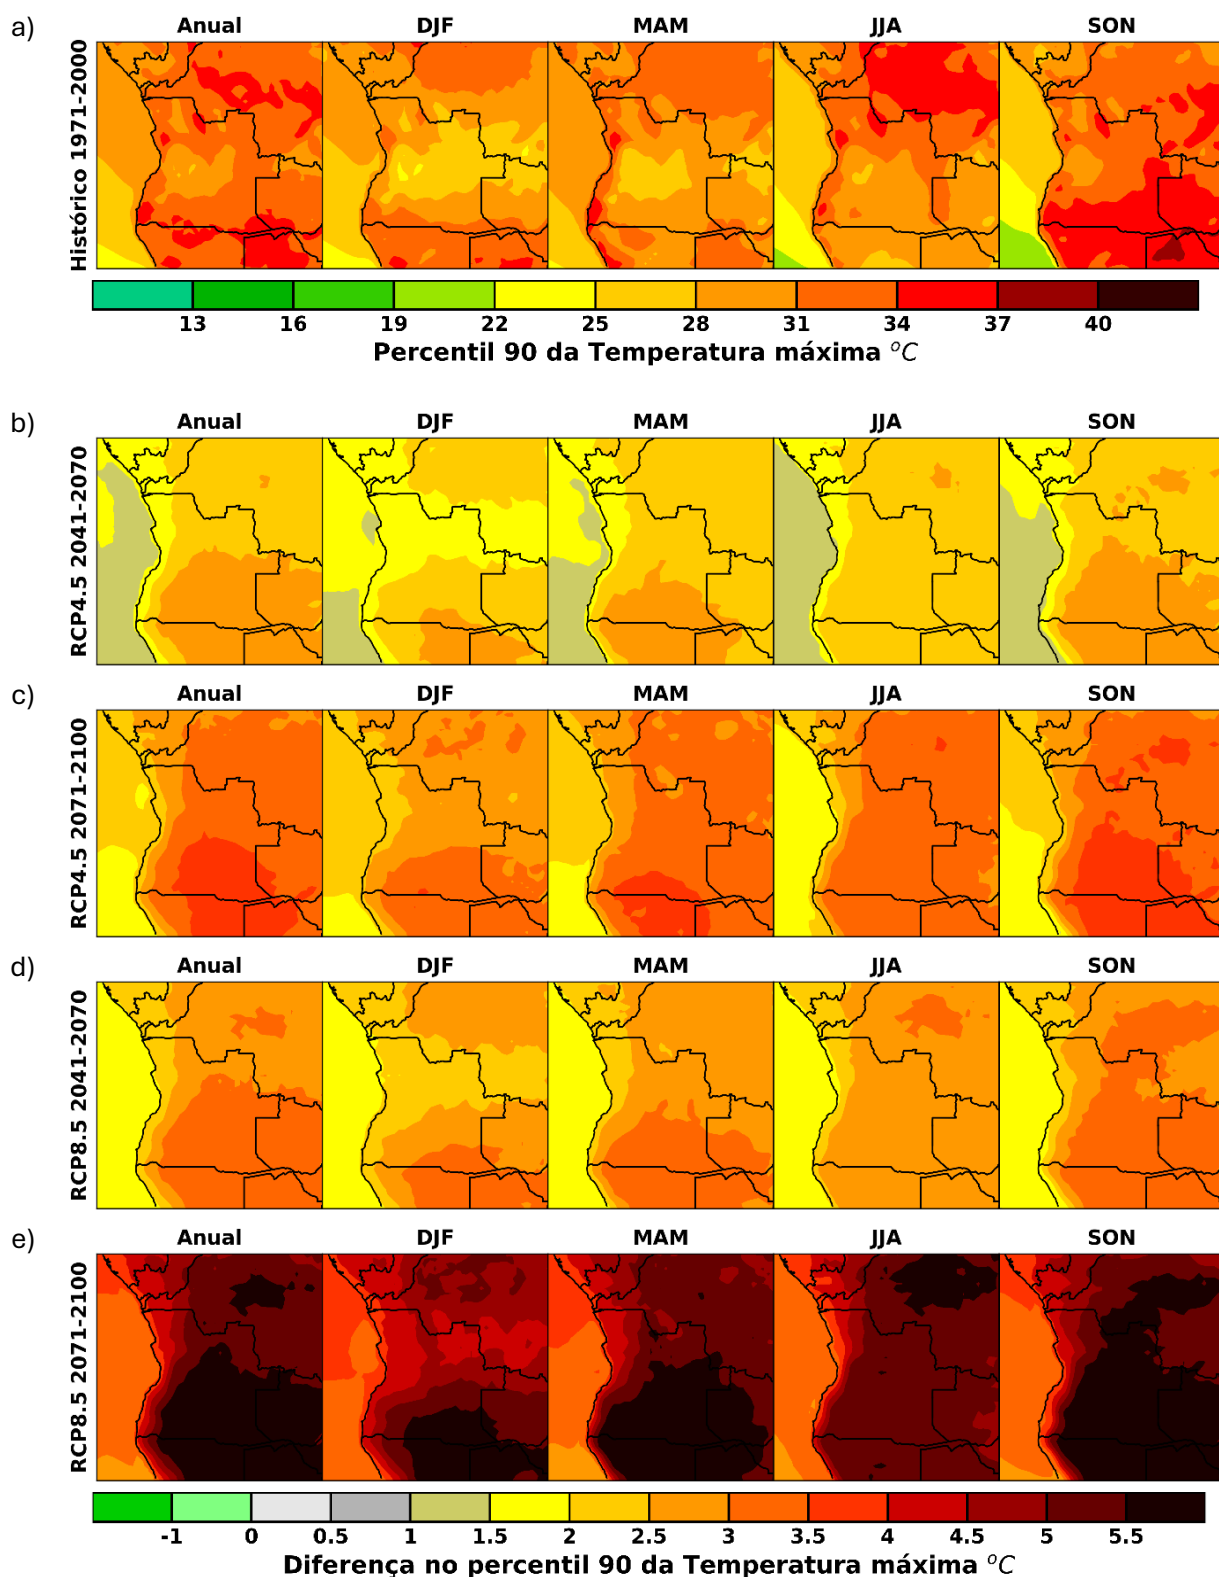 a)
Anual DJF MAM JJA SON
Histórico 1971-2000
13 16 19 22 25 28 31 34 37 40
Percentil 90 da Temperatura máxima °C
b)
Anual DJF MAM JJA SON
RCP4.5 2041-2070
c)
Anual DJF MAM JJA SON
RCP4.5 2071-2100
d)
Anual DJF MAM JJA SON
RCP8.5 2041-2070
e)
Anual DJF MAM JJA SON
RCP8.5 2071-2100
-1 0 0.5 1 1.5 2 2.5 3 3.5 4 4.5 5 5.5
Diferença no percentil 90 da Temperatura máxima °C